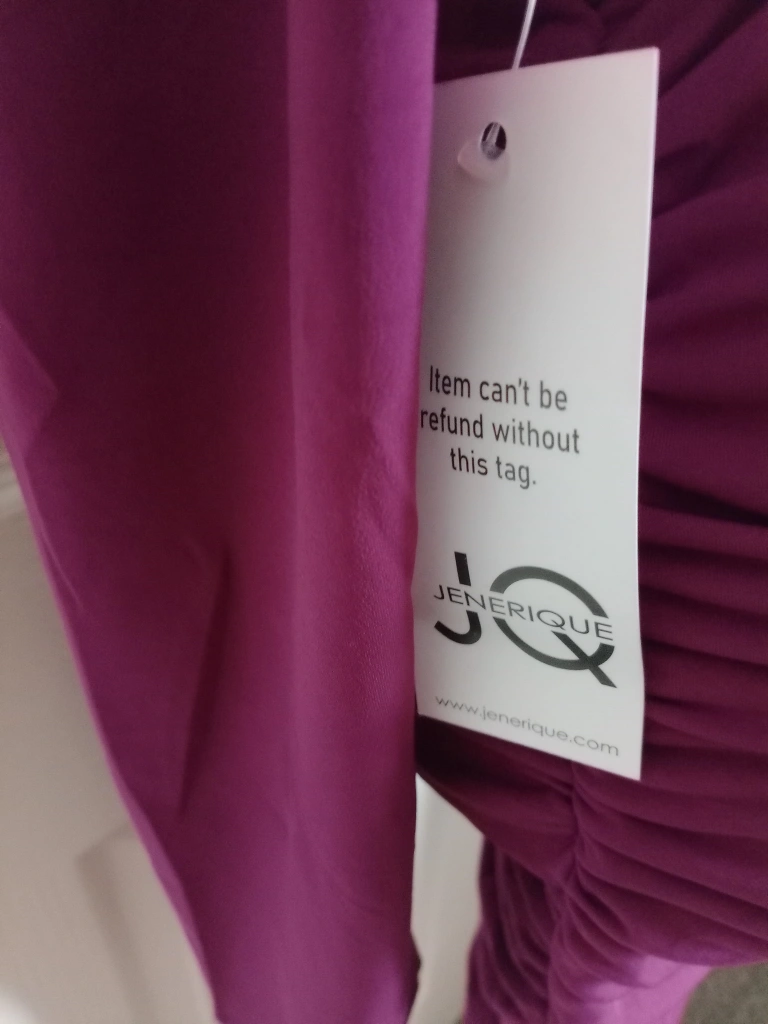 Item can't be
refund without
this tag.
JQ
JENERIQUE
www.jenerique.com